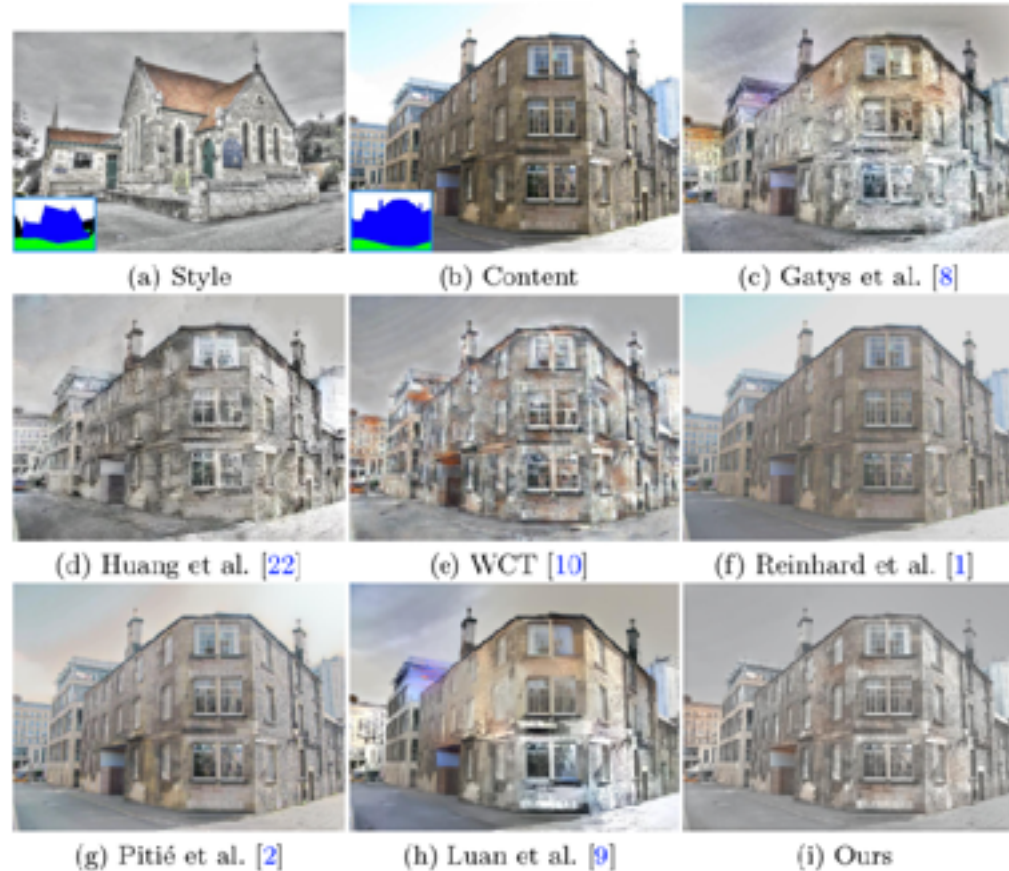 (a) Style
(b) Content
(c) Gatys et al. [8]
(d) Huang et al. [22]
(e) WCT [10]
(f) Reinhard et al. [1]
(g) Pitié et al. [2]
(h) Luan et al. [9]
(i) Ours